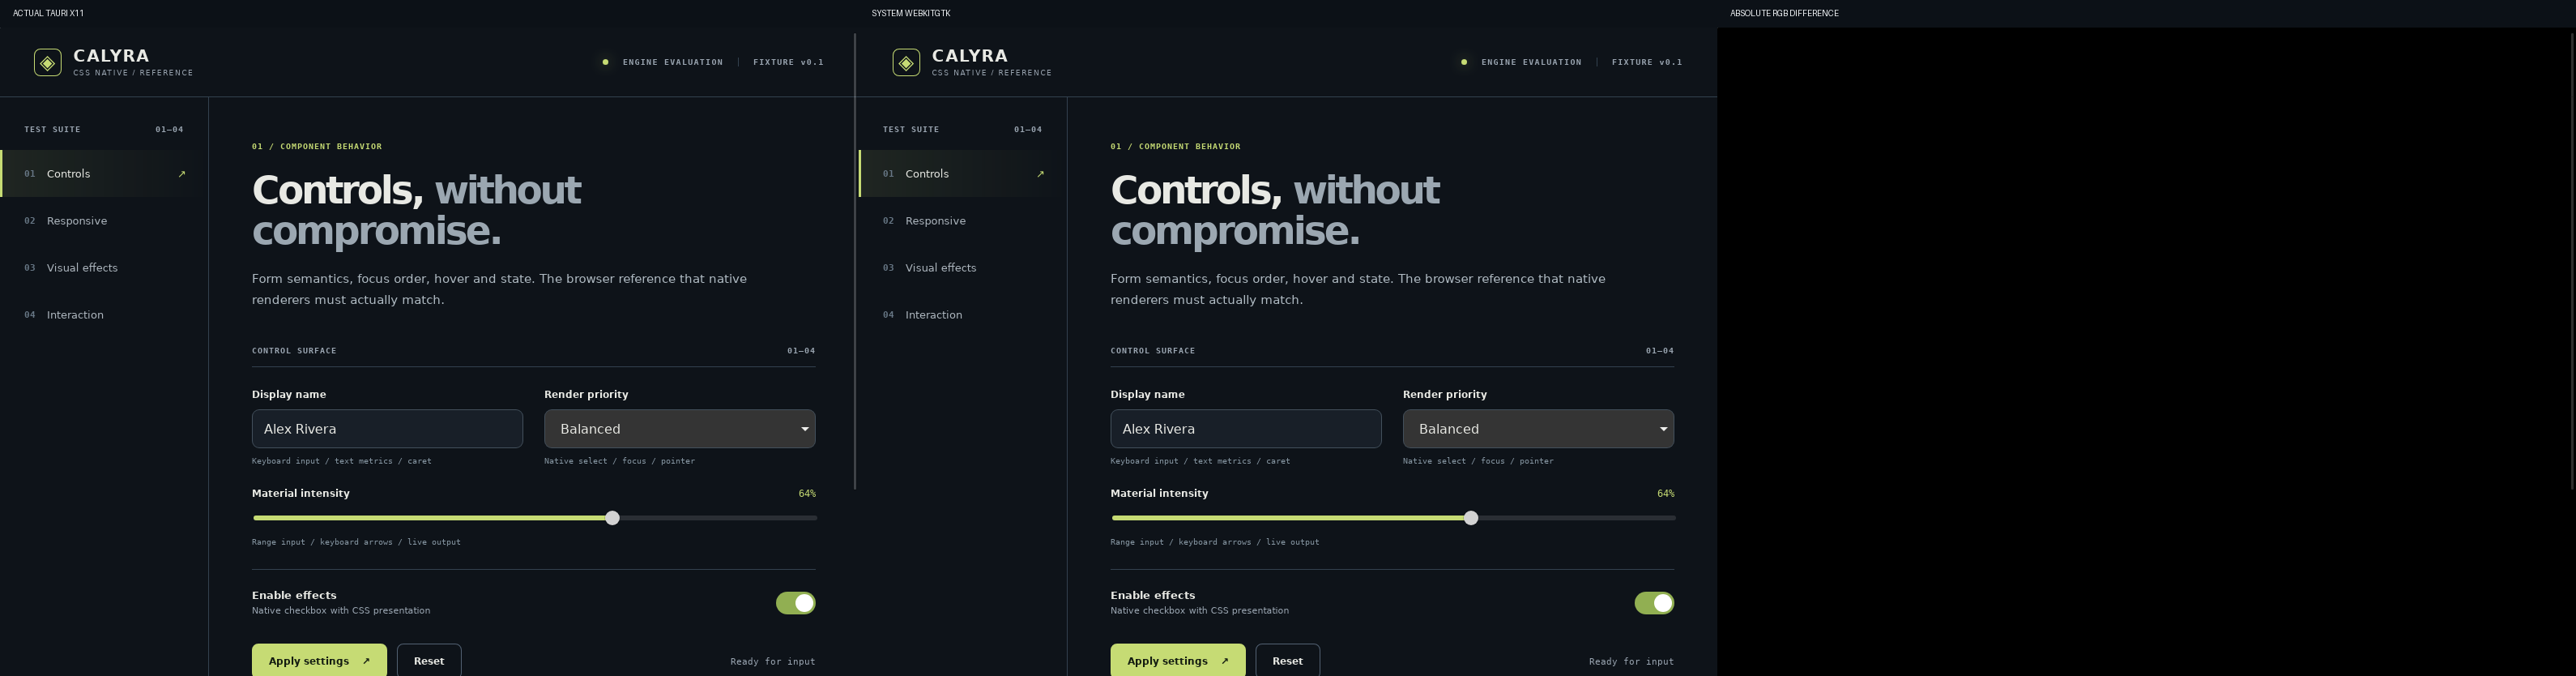 ACTUAL TAURI X11
CALYRA
CSS NATIVE / REFERENCE
ENGINE EVALUATION | FIXTURE v0.1
TEST SUITE 01—04
01 Controls ↗
02 Responsive
03 Visual effects
04 Interaction
01 / COMPONENT BEHAVIOR
Controls, without
compromise.
Form semantics, focus order, hover and state. The browser reference that native
renderers must actually match.
CONTROL SURFACE 01—04
Display name
Alex Rivera
Keyboard input / text metrics / caret
Render priority
Balanced
Native select / focus / pointer
Material intensity 64%
Range input / keyboard arrows / live output
Enable effects
Native checkbox with CSS presentation
Apply settings ↗
Reset
Ready for input
SYSTEM WEBKITGTK
CALYRA
CSS NATIVE / REFERENCE
ENGINE EVALUATION | FIXTURE v0.1
TEST SUITE 01—04
01 Controls ↗
02 Responsive
03 Visual effects
04 Interaction
01 / COMPONENT BEHAVIOR
Controls, without
compromise.
Form semantics, focus order, hover and state. The browser reference that native
renderers must actually match.
CONTROL SURFACE 01—04
Display name
Alex Rivera
Keyboard input / text metrics / caret
Render priority
Balanced
Native select / focus / pointer
Material intensity 64%
Range input / keyboard arrows / live output
Enable effects
Native checkbox with CSS presentation
Apply settings ↗
Reset
Ready for input
ABSOLUTE RGB DIFFERENCE